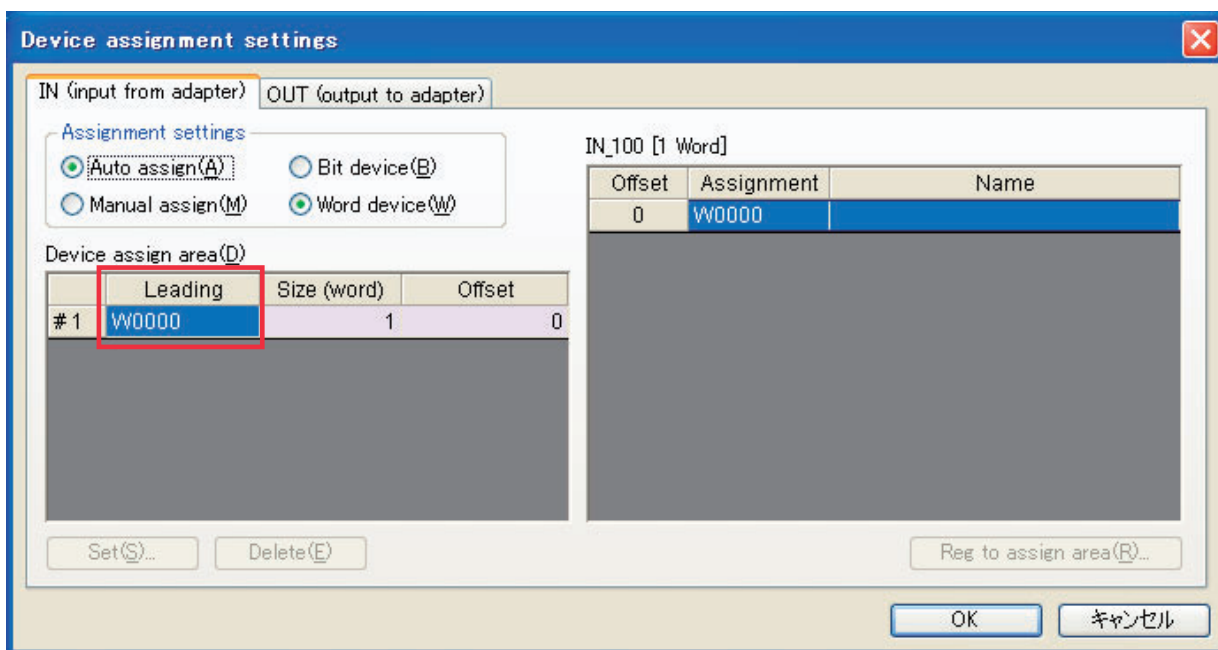 Device assignment settings
IN (input from adapter) OUT (output to adapter)
Assignment settings
Auto assign(A) Bit device(B)
Manual assign(M) Word device(W)
Device assign area(D)
Leading Size (word) Offset
#1 W0000 1 0
IN_100 [1 Word]
Offset Assignment Name
0 W0000
Set(S)... Delete(E)
Reg to assign area(R)...
OK キャンセル